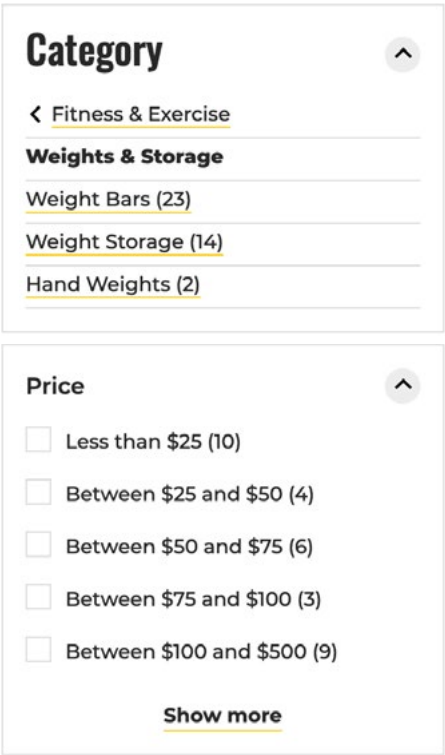 Category
Fitness & Exercise
Weights & Storage
Weight Bars (23)
Weight Storage (14)
Hand Weights (2)
Price
Less than $25 (10)
Between $25 and $50 (4)
Between $50 and $75 (6)
Between $75 and $100 (3)
Between $100 and $500 (9)
Show more